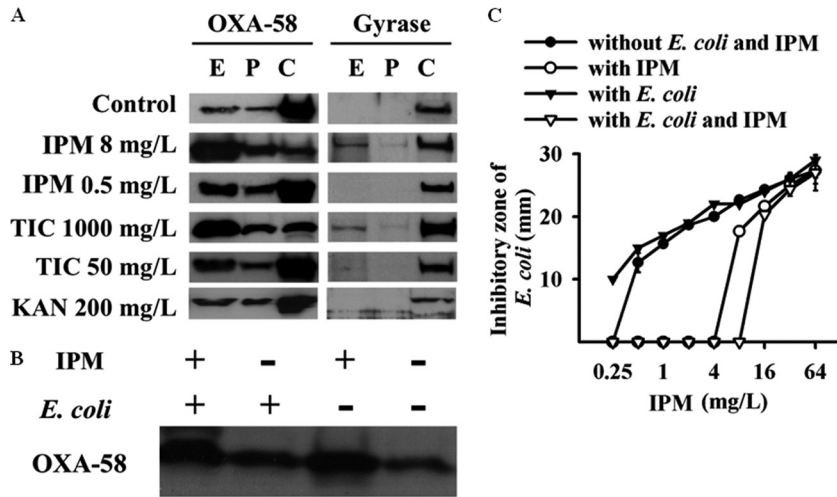 A
OXA-58 Gyrase
E P C E P C
Control
IPM 8 mg/L
IPM 0.5 mg/L
TIC 1000 mg/L
TIC 50 mg/L
KAN 200 mg/L
B
IPM + - + -
E. coli + + - -
OXA-58
C
without E. coli and IPM
with IPM
with E. coli
with E. coli and IPM
Inhibitory zone of
E. coli (mm)
30
20
10
0.25 1 4 16 64
IPM (mg/L)